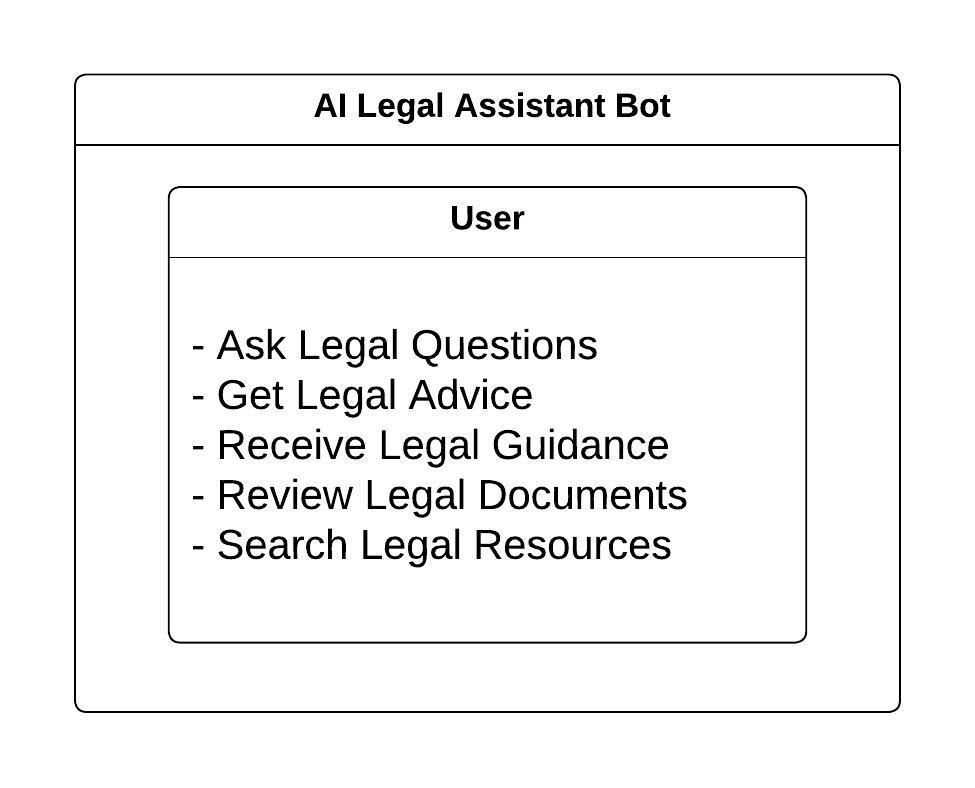 AI Legal Assistant Bot
User
- Ask Legal Questions
- Get Legal Advice
- Receive Legal Guidance
- Review Legal Documents
- Search Legal Resources